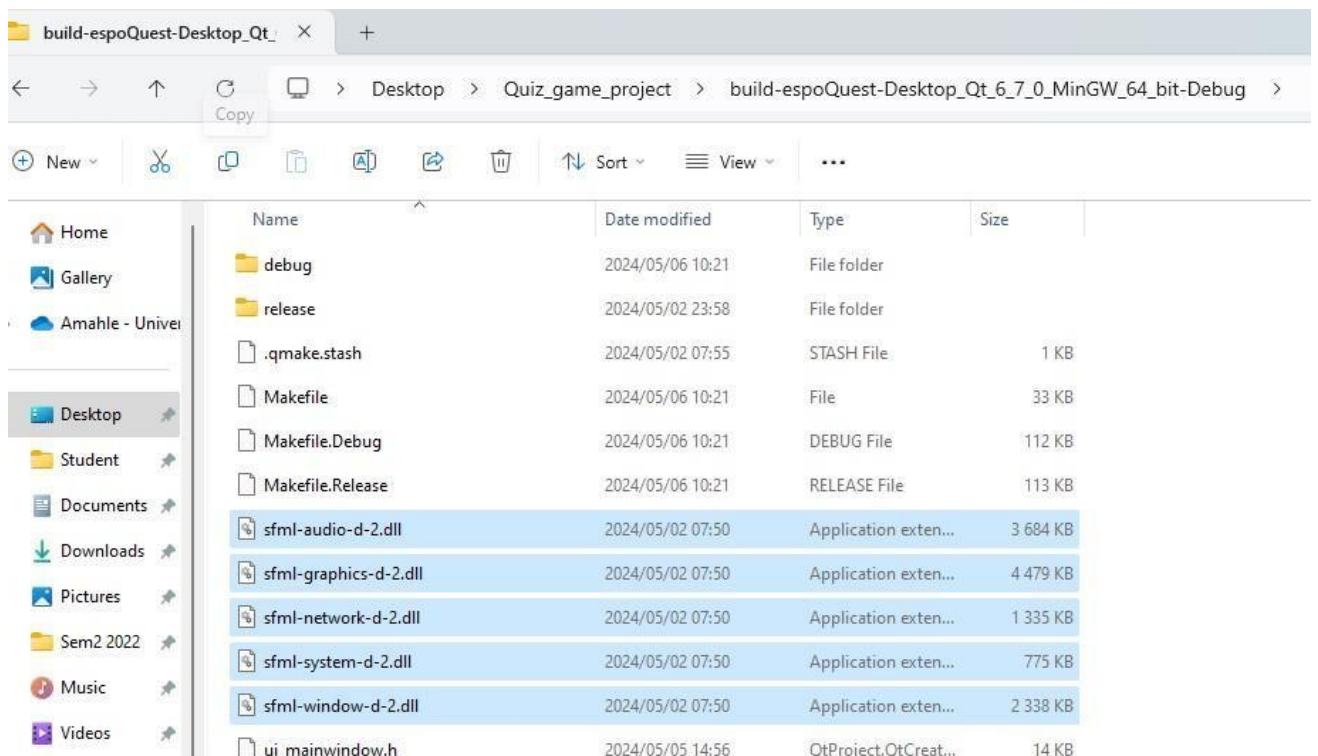 build-espoQuest-Desktop_Qt_
Desktop > Quiz_game_project > build-espoQuest-Desktop_Qt_6_7_0_MinGW_64_bit-Debug >
Copy
New Sort View
Name Date modified Type Size
Home
debug 2024/05/06 10:21 File folder
Gallery
release 2024/05/02 23:58 File folder
Amahle - Univer
.qmake.stash 2024/05/02 07:55 STASH File 1 KB
Makefile 2024/05/06 10:21 File 33 KB
Desktop
Makefile.Debug 2024/05/06 10:21 DEBUG File 112 KB
Student
Makefile.Release 2024/05/06 10:21 RELEASE File 113 KB
Documents
sfml-audio-d-2.dll 2024/05/02 07:50 Application exten... 3 684 KB
Downloads
sfml-graphics-d-2.dll 2024/05/02 07:50 Application exten... 4 479 KB
Pictures
sfml-network-d-2.dll 2024/05/02 07:50 Application exten... 1 335 KB
Sem2 2022
sfml-system-d-2.dll 2024/05/02 07:50 Application exten... 775 KB
Music
sfml-window-d-2.dll 2024/05/02 07:50 Application exten... 2 338 KB
Videos
ui_mainwindow.h 2024/05/05 14:56 QtProject.QtCreat... 14 KB